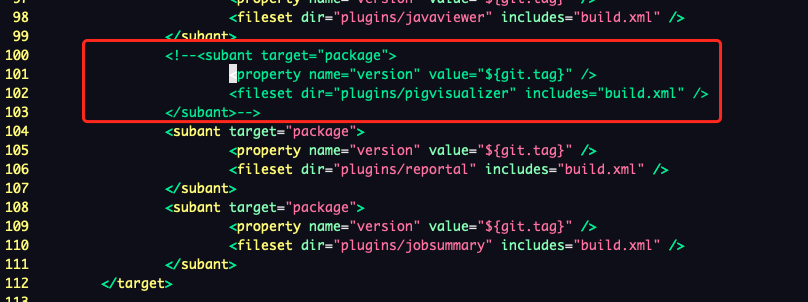 97 <property name="version" value="${git.tag}" />
98 <fileset dir="plugins/javaviewer" includes="build.xml" />
99 </subant>
100 <!--<subant target="package">
101 <property name="version" value="${git.tag}" />
102 <fileset dir="plugins/pigvisualizer" includes="build.xml" />
103 </subant>-->
104 <subant target="package">
105 <property name="version" value="${git.tag}" />
106 <fileset dir="plugins/reportal" includes="build.xml" />
107 </subant>
108 <subant target="package">
109 <property name="version" value="${git.tag}" />
110 <fileset dir="plugins/jobsummary" includes="build.xml" />
111 </subant>
112 </target>
113